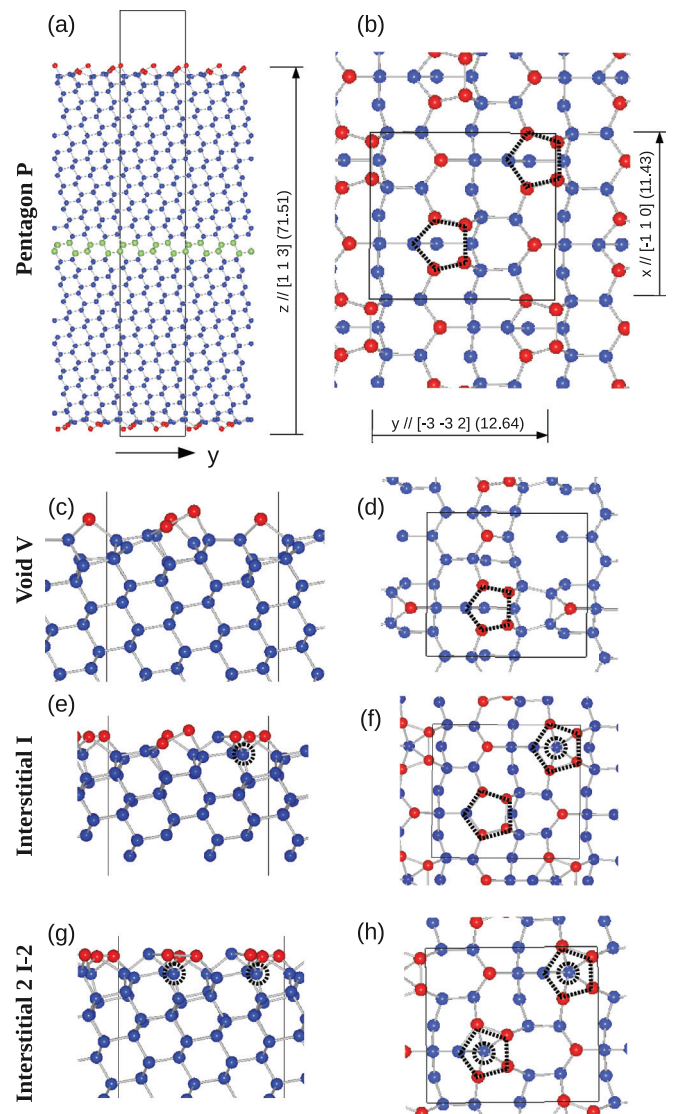 (a)
(b)
Pentagon P
z // [1 1 3] (71.51)
x // [-1 1 0] (11.43)
y
y // [-3 -3 2] (12.64)
(c)
(d)
Void V
(e)
(f)
Interstitial I
(g)
(h)
Interstitial 2 I-2